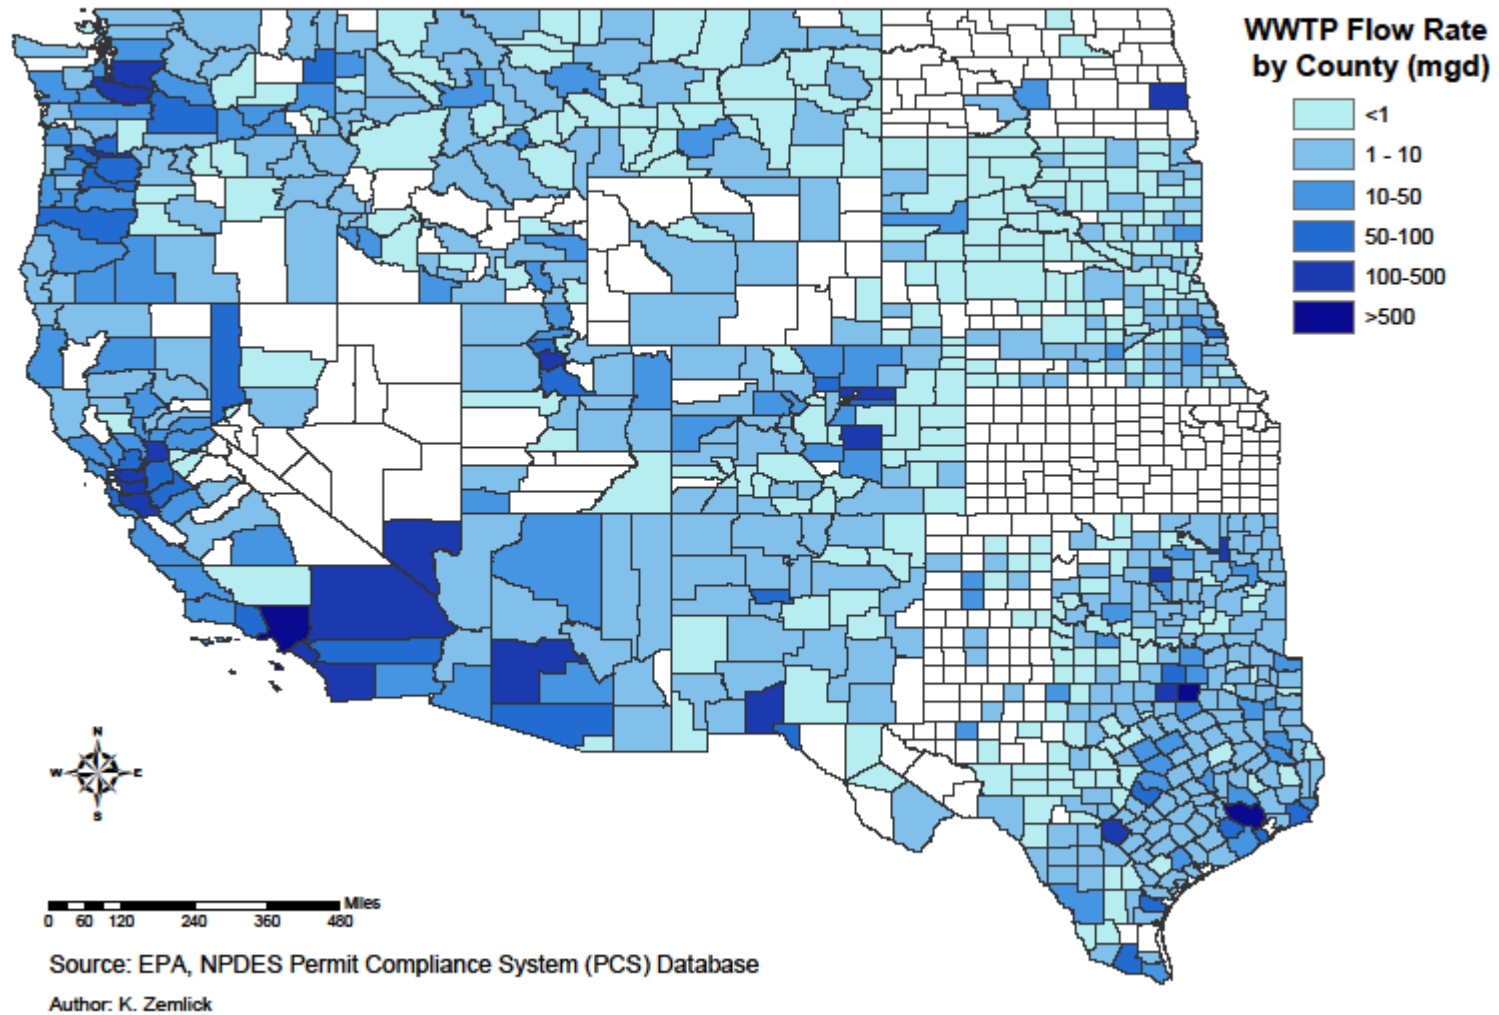 WWTP Flow Rate
by County (mgd)
<1
1 - 10
10-50
50-100
100-500
>500
N
W E
S
Miles
0 60 120 240 360 480
Source: EPA, NPDES Permit Compliance System (PCS) Database
Author: K. Zemlick